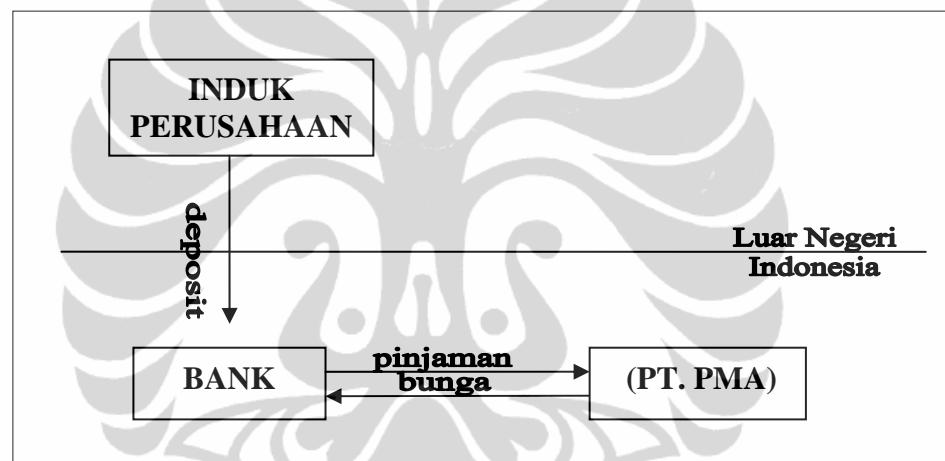 INDUK
PERUSAHAAN
deposit
Luar Negeri
Indonesia
BANK
pinjaman
bunga
(PT. PMA)